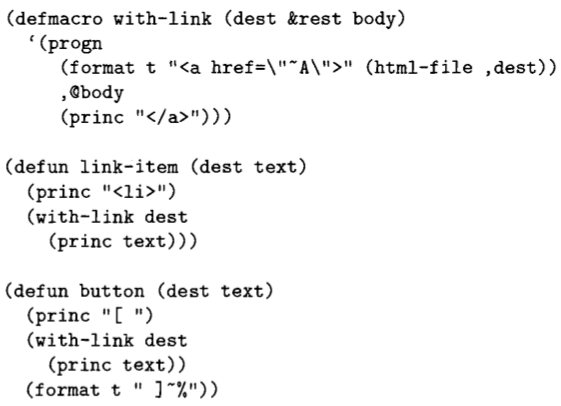 (defmacro with-link (dest &rest body)
‘(progn
(format t "<a href=\"~A\">" (html-file ,dest))
,@body
(princ "</a>")))
(defun link-item (dest text)
(princ "<li>")
(with-link dest
(princ text)))
(defun button (dest text)
(princ "[ ")
(with-link dest
(princ text))
(format t " ]~%"))